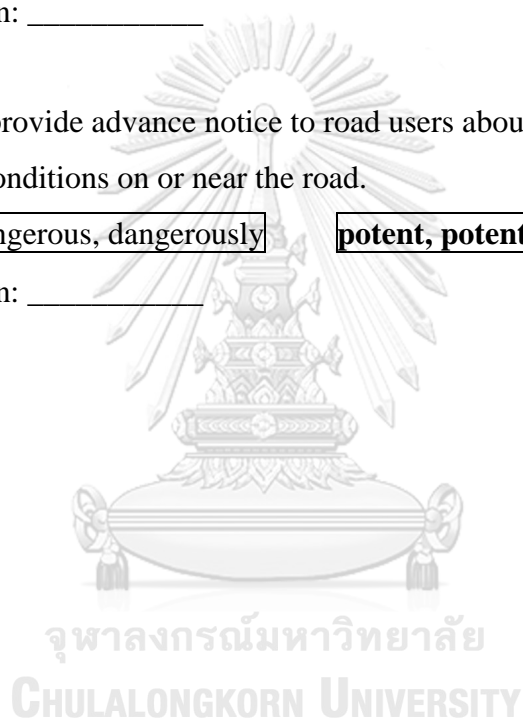 n: ___________
provide advance notice to road users abou
onditions on or near the road.
ngerous, dangerously potent, potent
n: ___________
จุฬาลงกรณ์มหาวิทยาลัย
CHULALONGKORN UNIVERSITY